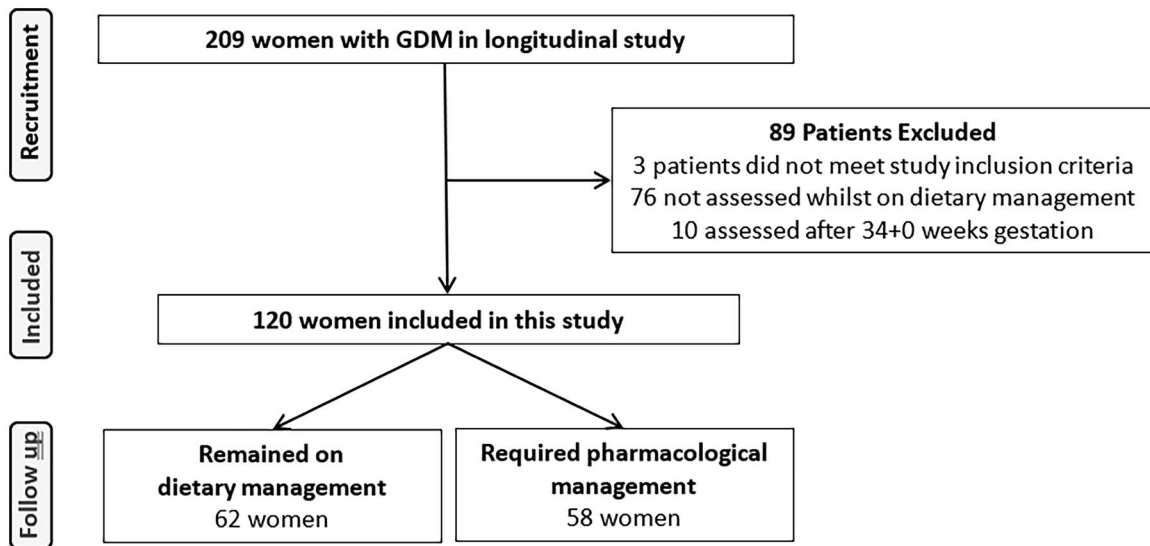 Recruitment
209 women with GDM in longitudinal study
89 Patients Excluded
3 patients did not meet study inclusion criteria
76 not assessed whilst on dietary management
10 assessed after 34+0 weeks gestation
Included
120 women included in this study
Follow up
Remained on
dietary management
62 women
Required pharmacological
management
58 women